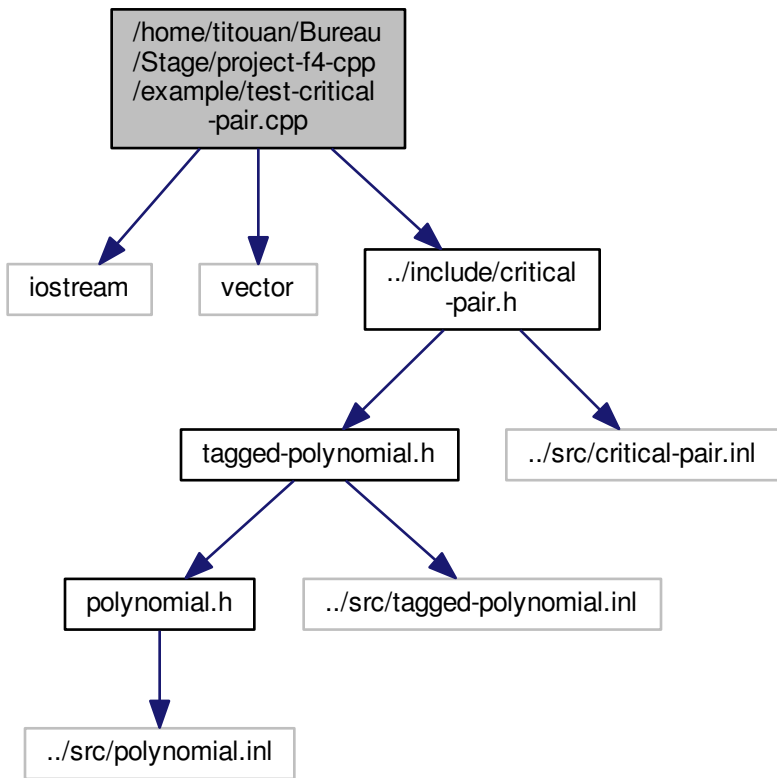 /home/titouan/Bureau
/Stage/project-f4-cpp
/example/test-critical
-pair.cpp
iostream
vector
../include/critical
-pair.h
tagged-polynomial.h
../src/critical-pair.inl
polynomial.h
../src/tagged-polynomial.inl
../src/polynomial.inl